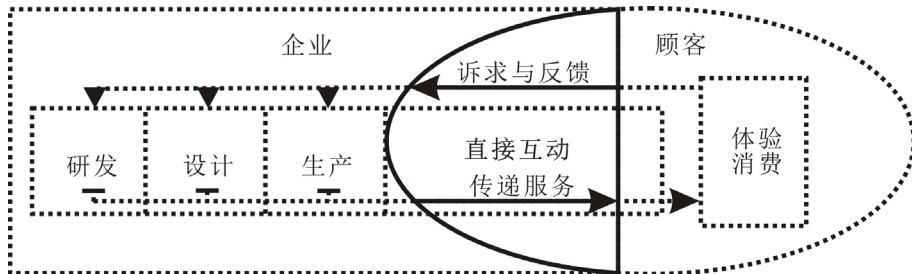 企业
顾客
诉求与反馈
研发
设计
生产
直接互动
传递服务
体验
消费